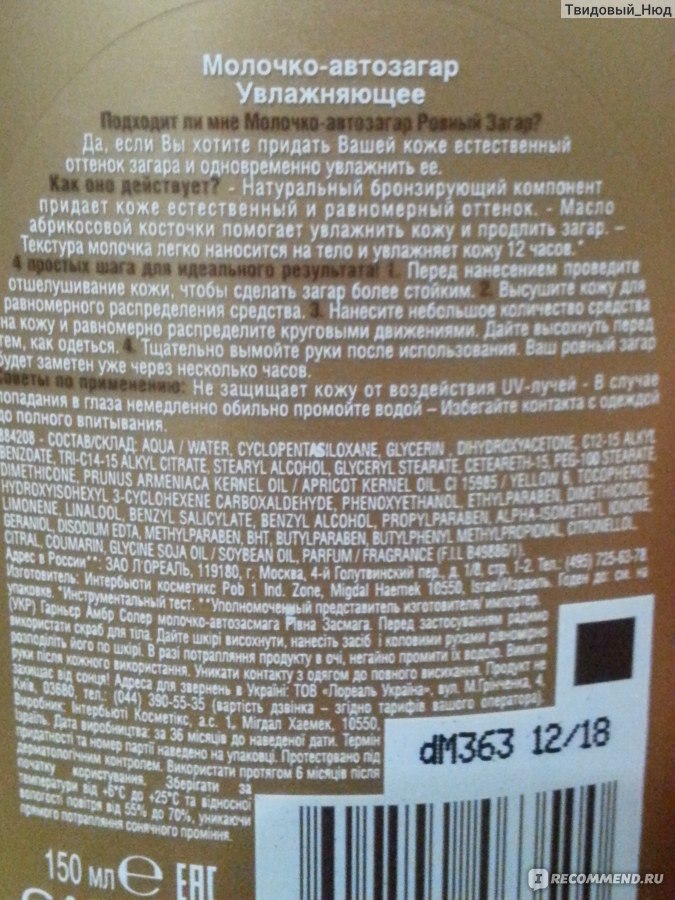 Твидовый_Нюд
Молочко-автозагар
Увлажняющее
Подходит ли мне Молочко-автозагар Ровный Загар?
Да, если Вы хотите придать Вашей коже естественный
оттенок загара и одновременно увлажнить ее.
Как оно действует? - Натуральный бронзирующий компонент
придает коже естественный и равномерный оттенок. - Масло
абрикосовой косточки помогает увлажнить кожу и продлить загар. –
Текстура молочка легко наносится на тело и увлажняет кожу 12 часов.*
4 простых шага для идеального результата! 1. Перед нанесением проведите
отшелушивание кожи, чтобы сделать загар более стойким. 2. Высушите кожу для
равномерного распределения средства. 3. Нанесите небольшое количество средства
на кожу и равномерно распределите круговыми движениями. Дайте высохнуть перед
тем, как одеться. 4. Тщательно вымойте руки после использования. Ваш ровный загар
будет заметен уже через несколько часов.
Советы по применению: Не защищает кожу от воздействия UV-лучей - В случае
попадания в глаза немедленно обильно промойте водой – Избегайте контакта с одеждой
до полного впитывания.
884208 - СОСТАВ/СКЛАД: AQUA / WATER, CYCLOPENTASILOXANE, GLYCERIN, DIHYDROXYACETONE, C12-15 ALKYL
BENZOATE, TRI-C14-15 ALKYL CITRATE, STEARYL ALCOHOL, GLYCERYL STEARATE, CETEARETH-15, PEG-100 STEARATE,
DIMETHICONE, PRUNUS ARMENIACA KERNEL OIL / APRICOT KERNEL OIL, CI 15985 / YELLOW 6, TOCOPHEROL,
HYDROXYISOHEXYL 3-CYCLOHEXENE CARBOXALDEHYDE, PHENOXYETHANOL, ETHYLPARABEN, DIMETHICONOL,
LIMONENE, LINALOOL, BENZYL SALICYLATE, BENZYL ALCOHOL, PROPYLPARABEN, ALPHA-ISOMETHYL IONONE,
GERANIOL, DISODIUM EDTA, METHYLPARABEN, BHT, BUTYLPARABEN, BUTYLPHENYL METHYLPROPIONAL, CITRONELLOL,
CITRAL, COUMARIN, GLYCINE SOJA OIL / SOYBEAN OIL, PARFUM / FRAGRANCE (F.I.L B49886/1).
Адрес в России**: ЗАО Л'ОРЕАЛЬ, 119180, г. Москва, 4-й Голутвинский пер., д. 1/8, стр. 1-2. Тел.: (495) 725-63-78.
Изготовитель: Интербьюти косметикс Pob 1 Ind. Zone, Migdal Haemek 10550, Israel/Израиль. Годен до: см. на
упаковке. *Инструментальный тест. **Уполномоченный представитель изготовителя/ импортер.
(УКР) Гарньєр Амбр Солер молочко-автозасмага Рівна Засмага. Перед застосуванням радимо
використати скраб для тіла. Дайте шкірі висохнути, нанесіть засіб і коловими рухами рівномірно
розподіліть його по шкірі. В разі потрапляння продукту в очі, негайно промити їх водою. Вимити
руки після кожного використання. Уникати контакту з одягом до повного висихання. Продукт не
захищає від сонця! Адреса для звернень в Україні: ТОВ «Лореаль Україна», вул. М.Грінченка, 4,
Київ, 03680, тел.: (044) 390-55-35 (вартість дзвінка – згідно тарифів вашого оператора).
Виробник: Інтербьюті Косметікс, а.с. 1, Мігдал Хаемек, 10550,
Ізраїль. Дата виробництва: за 36 місяців до наведеної дати. Термін
придатності та номер партії наведено на упаковці. Протестовано під
дерматологічним контролем. Використати протягом 6 місяців після
початку користування. Зберігати за
температури від +6°C до +25°C та відносної
вологості повітря від 55% до 70%, уникаючи
прямого потрапляння сонячного проміння.
dM363 12/18
150 мл e EAC
RECOMMEND.RU